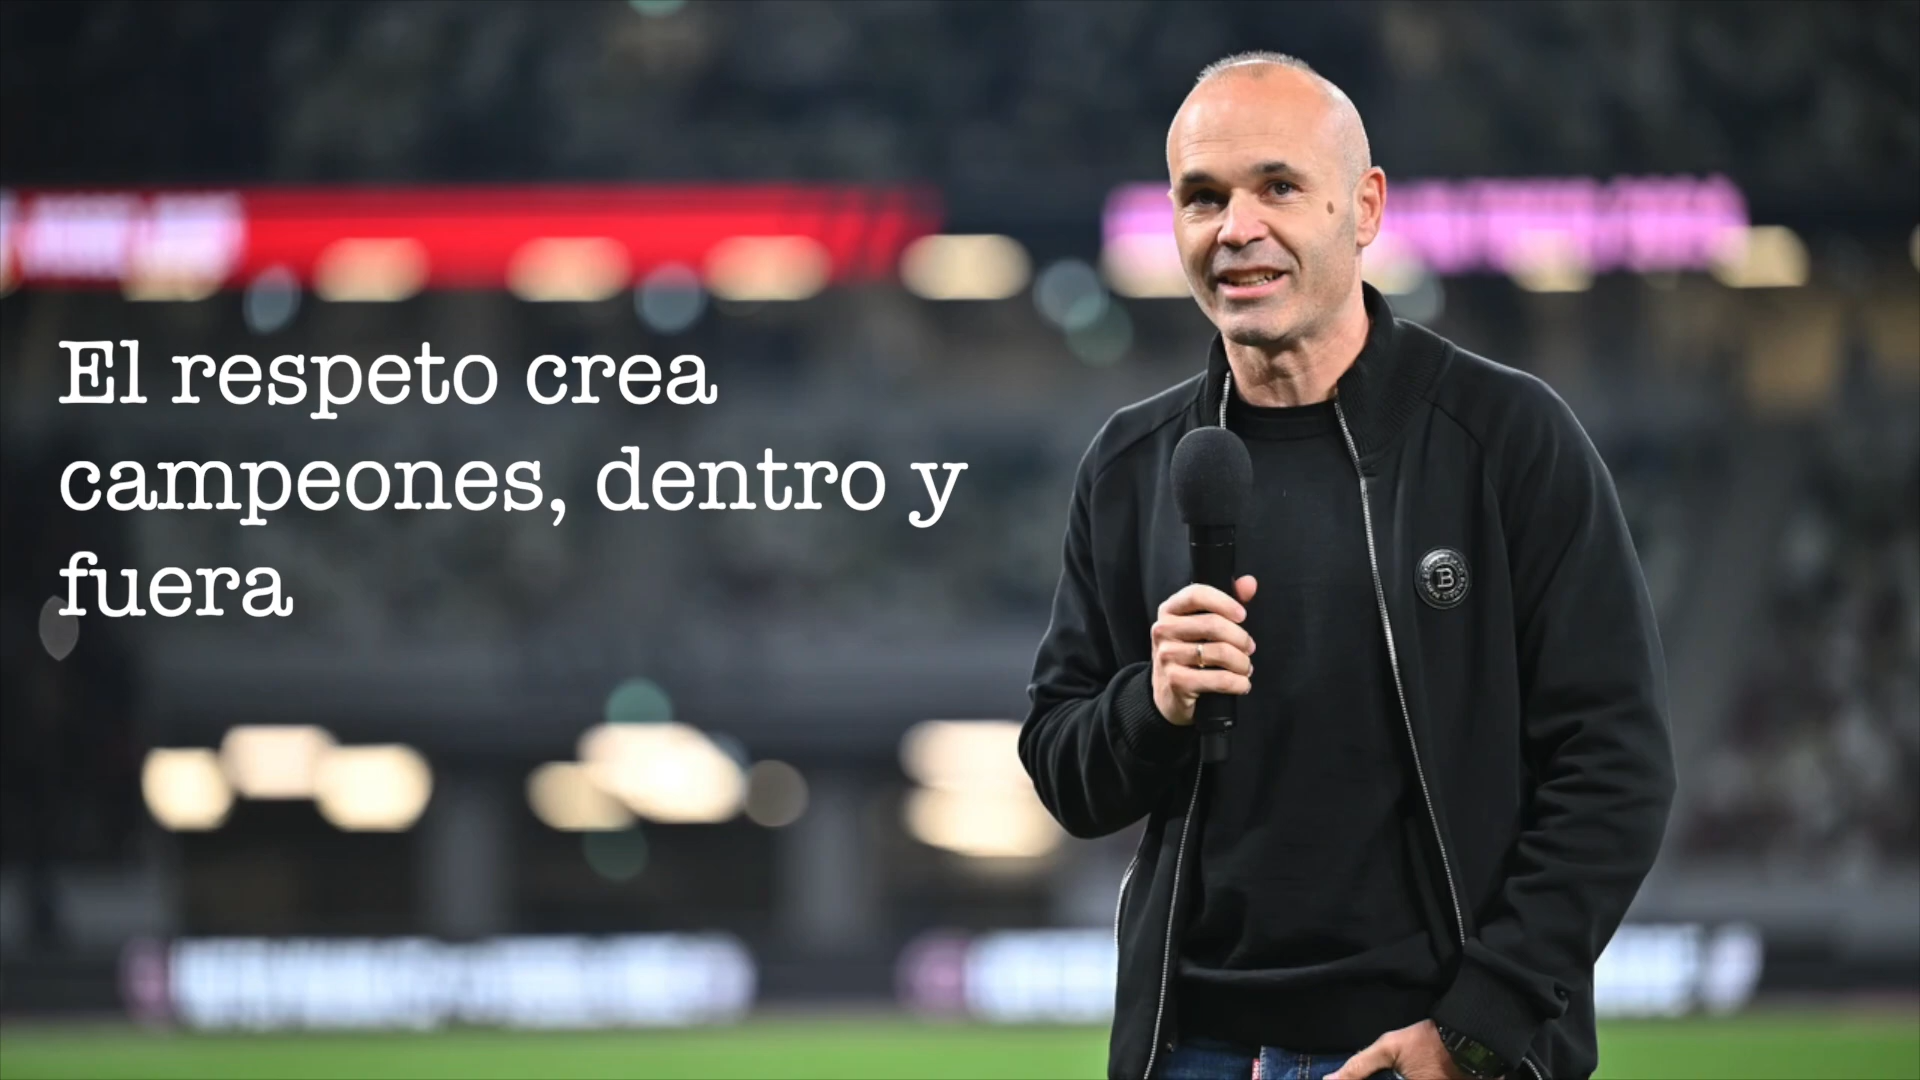 El respeto crea
campeones, dentro y
fuera
B